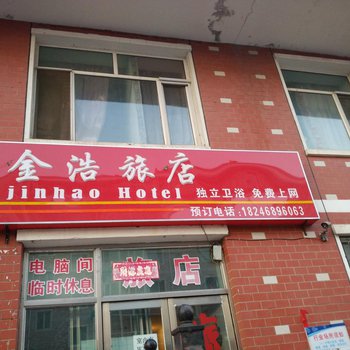 金浩旅店
jinhao Hotel
独立卫浴 免费上网
预订电话:18246896063
电脑间
临时休息
旅店